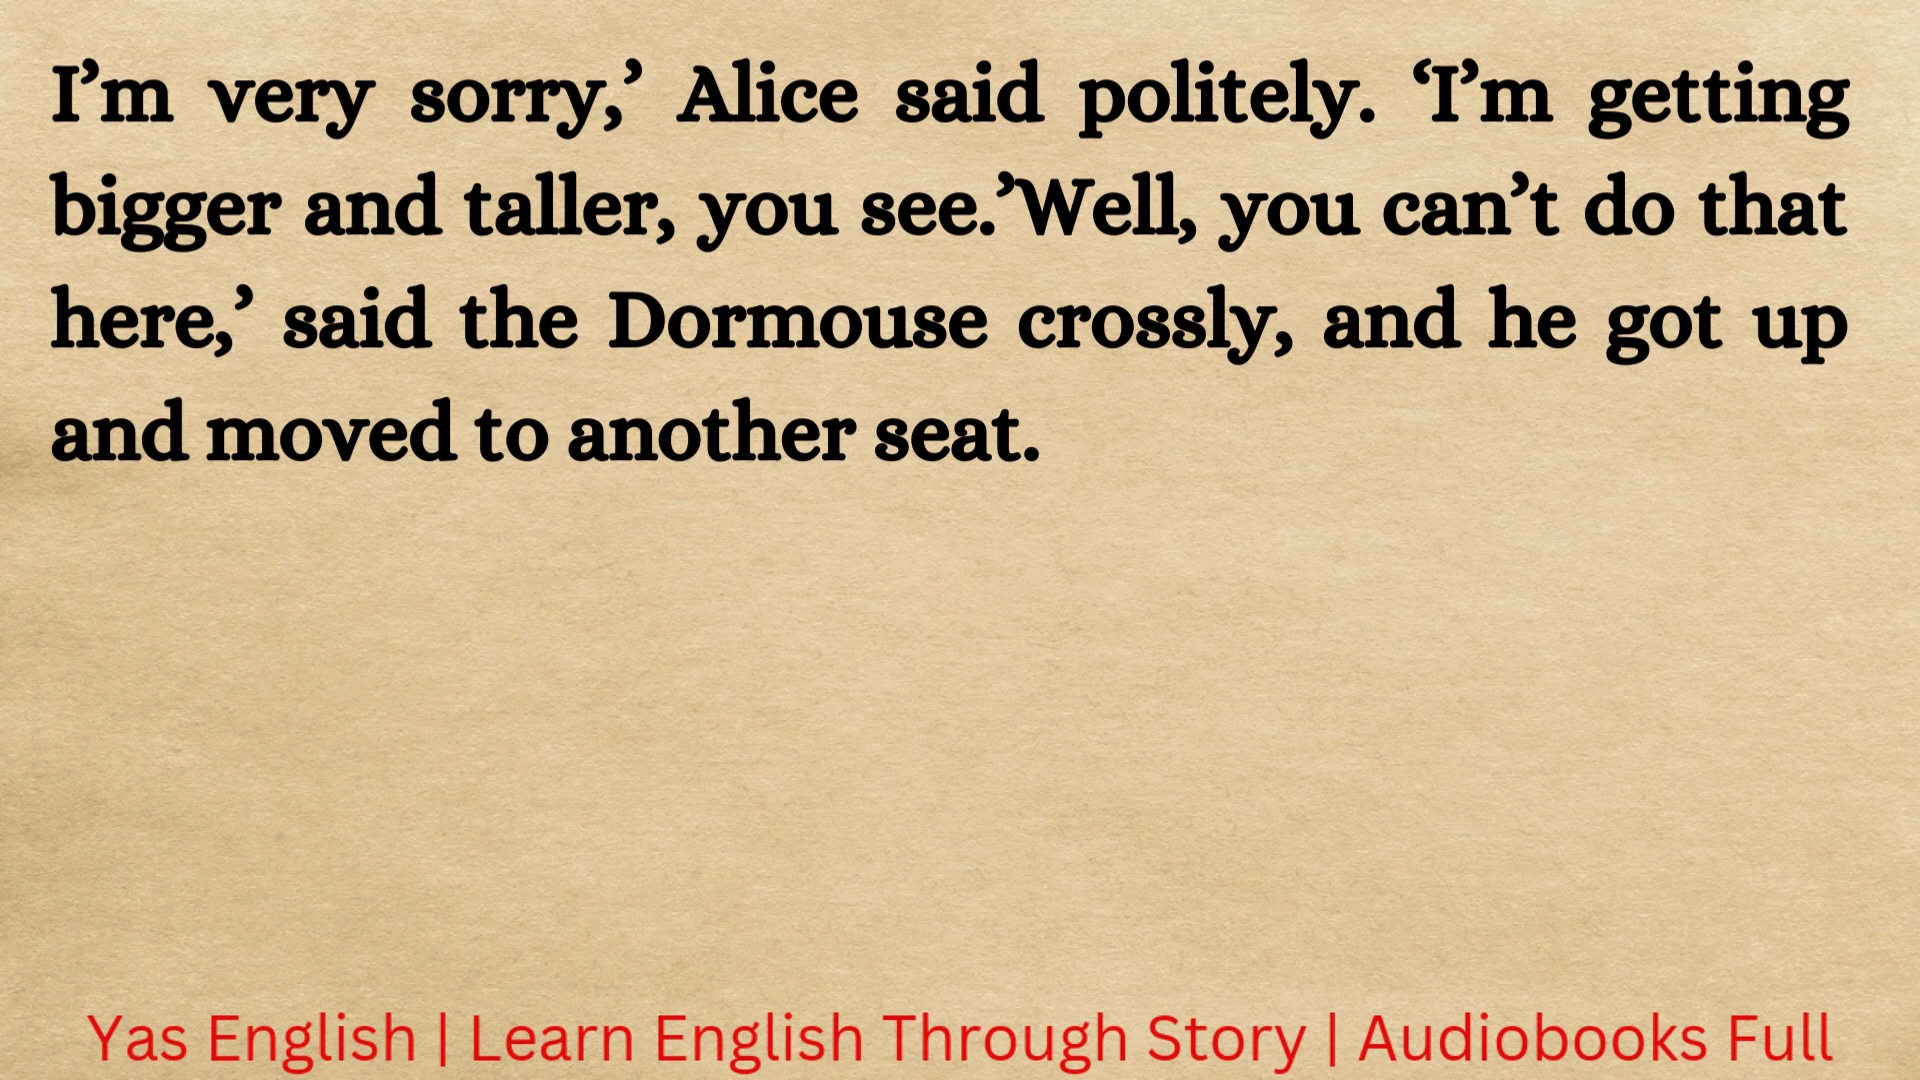 I’m very sorry,’ Alice said politely. ‘I’m getting
bigger and taller, you see.’Well, you can’t do that
here,’ said the Dormouse crossly, and he got up
and moved to another seat.
Yas English | Learn English Through Story | Audiobooks Full